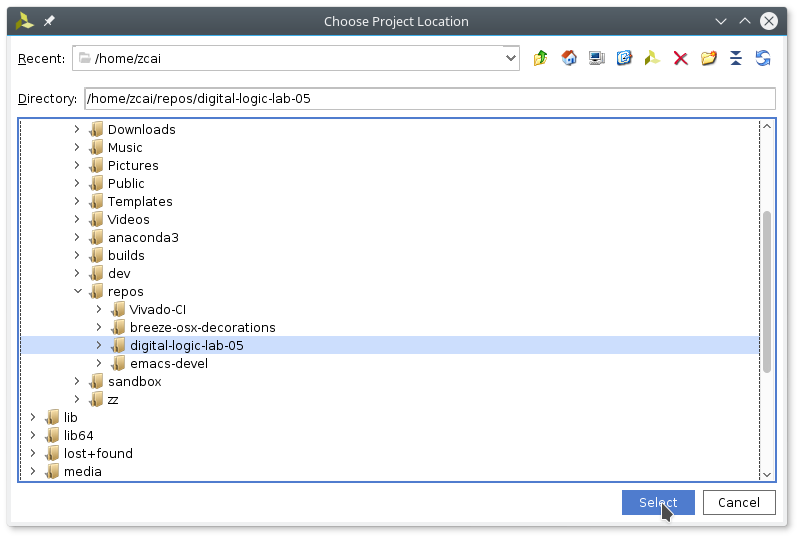 Choose Project Location
Recent: /home/zcai
Directory: /home/zcai/repos/digital-logic-lab-05
Downloads
Music
Pictures
Public
Templates
Videos
anaconda3
builds
dev
repos
Vivado-CI
breeze-osx-decorations
digital-logic-lab-05
emacs-devel
sandbox
zz
lib
lib64
lost+found
media
Select Cancel